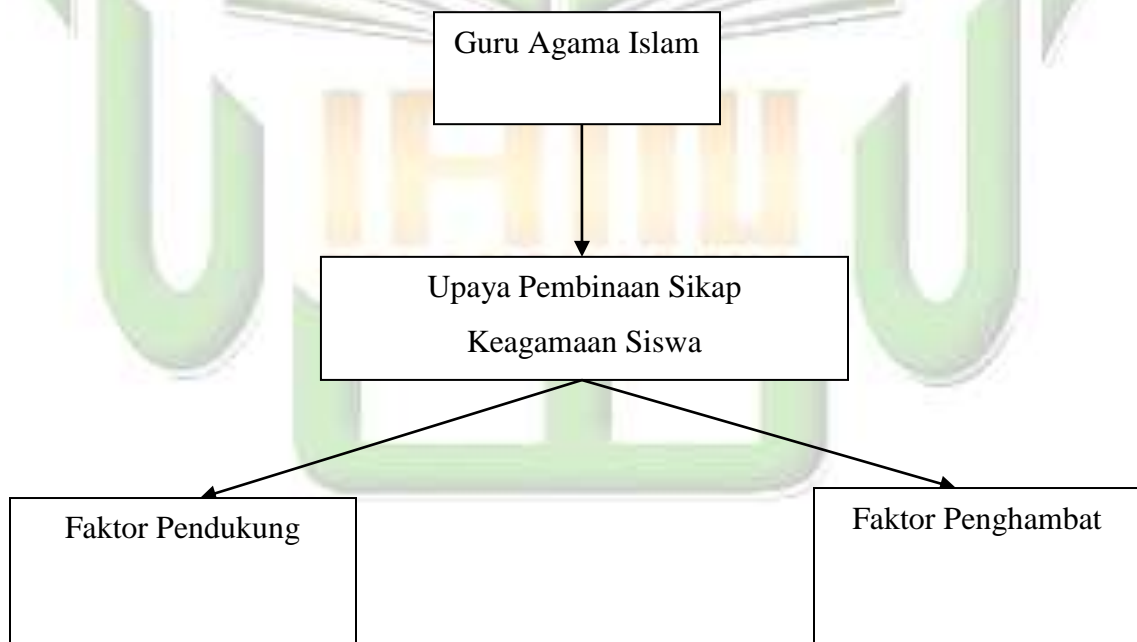 Guru Agama Islam
Upaya Pembinaan Sikap
Keagamaan Siswa
Faktor Pendukung
Faktor Penghambat